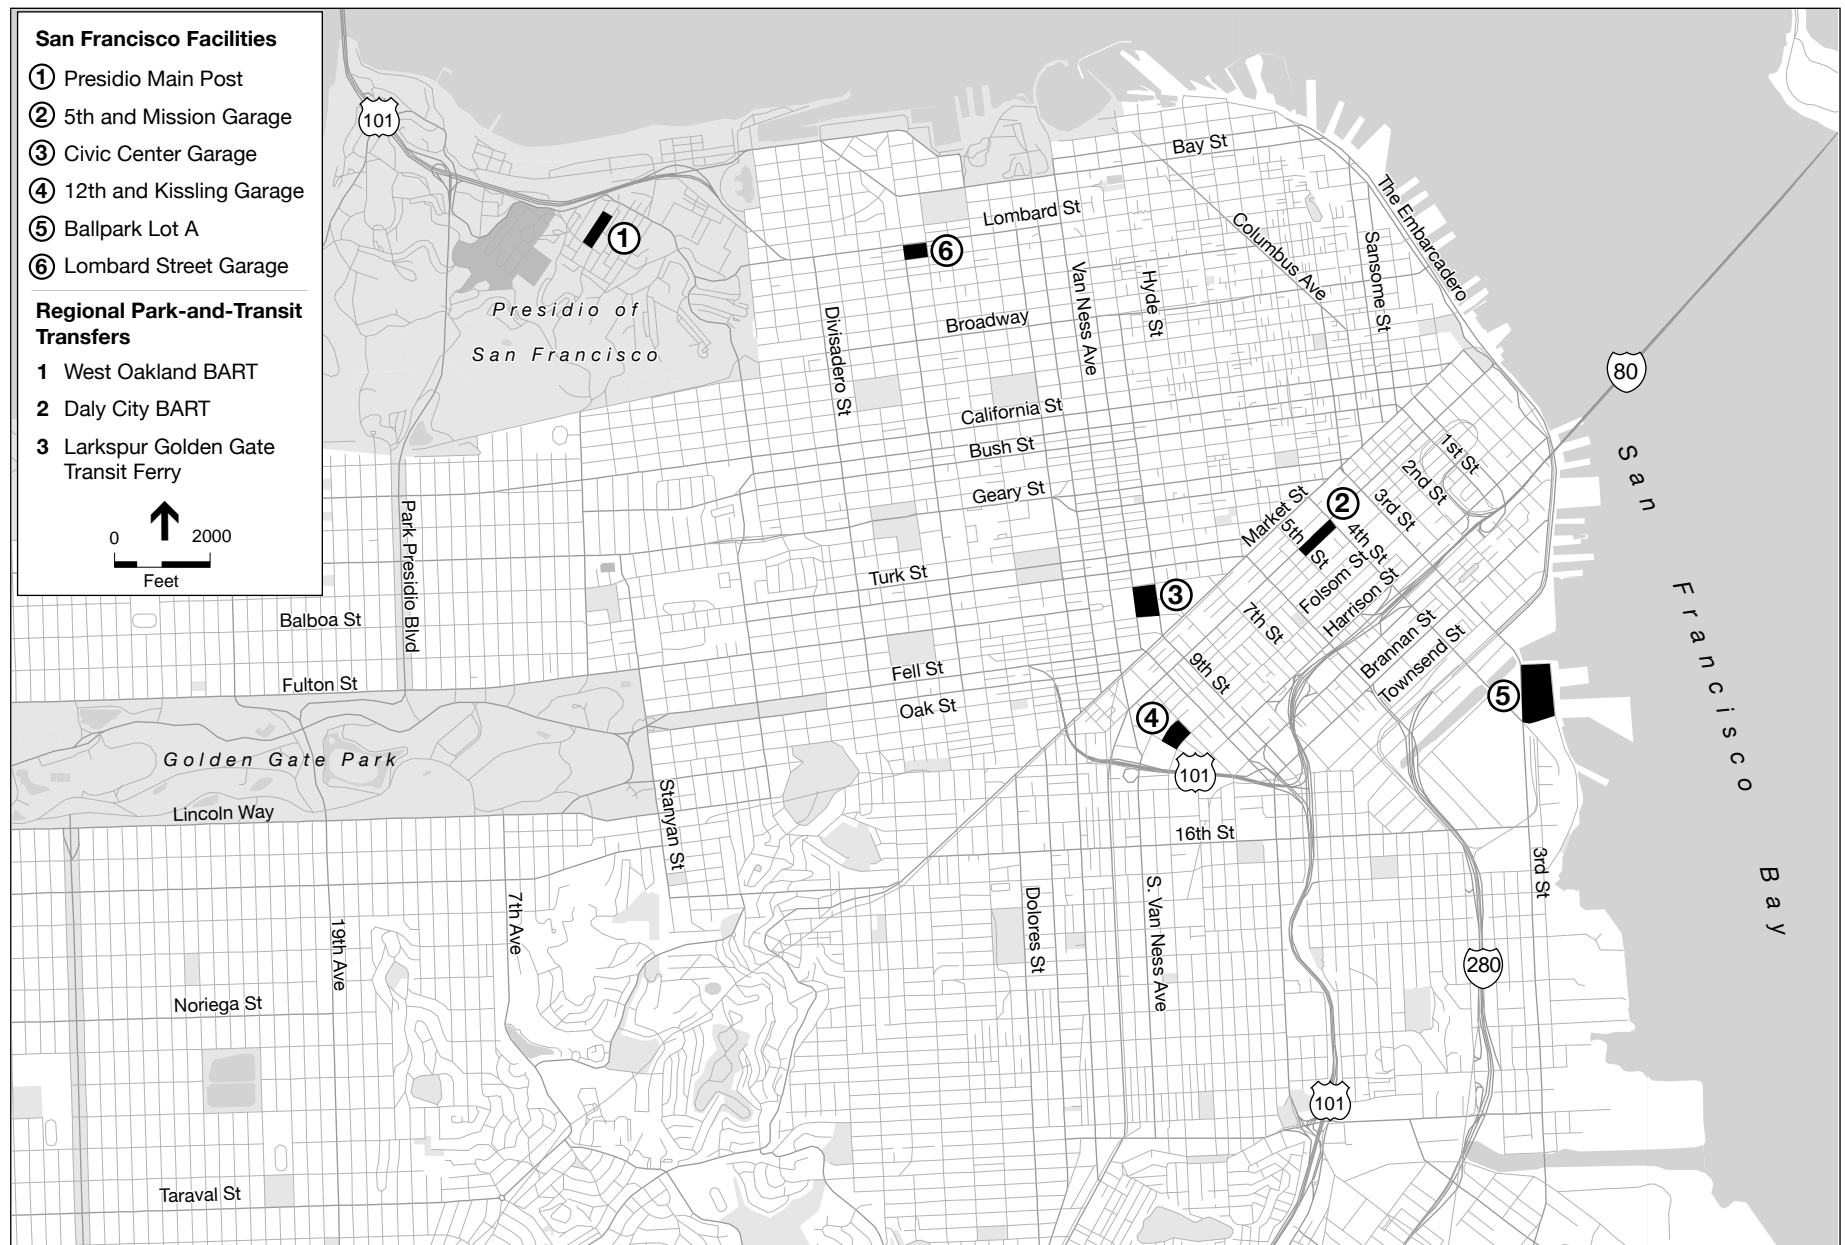 San Francisco Facilities
1 Presidio Main Post
2 5th and Mission Garage
3 Civic Center Garage
4 12th and Kissling Garage
5 Ballpark Lot A
6 Lombard Street Garage
Regional Park-and-Transit
Transfers
1 West Oakland BART
2 Daly City BART
3 Larkspur Golden Gate
Transit Ferry
0 2000
Feet
101
1
Presidio of
San Francisco
6
Bay St
Lombard St
The Embarcadero
Columbus Ave
Sansome St
Van Ness Ave
Hyde St
Divisadero St
Broadway
80
California St
Bush St
Geary St
1st St
2nd St
3rd St
2
Market St
4th St
5th St
Folsom St
Harrison St
San Francisco Bay
Park Presidio Blvd
Turk St
3
7th St
Balboa St
Brannan St
Townsend St
Fulton St
Fell St
9th St
Oak St
5
4
Golden Gate Park
101
Lincoln Way
Stanyan St
16th St
3rd St
7th Ave
19th Ave
Dolores St
S. Van Ness Ave
280
Noriega St
101
Taraval St